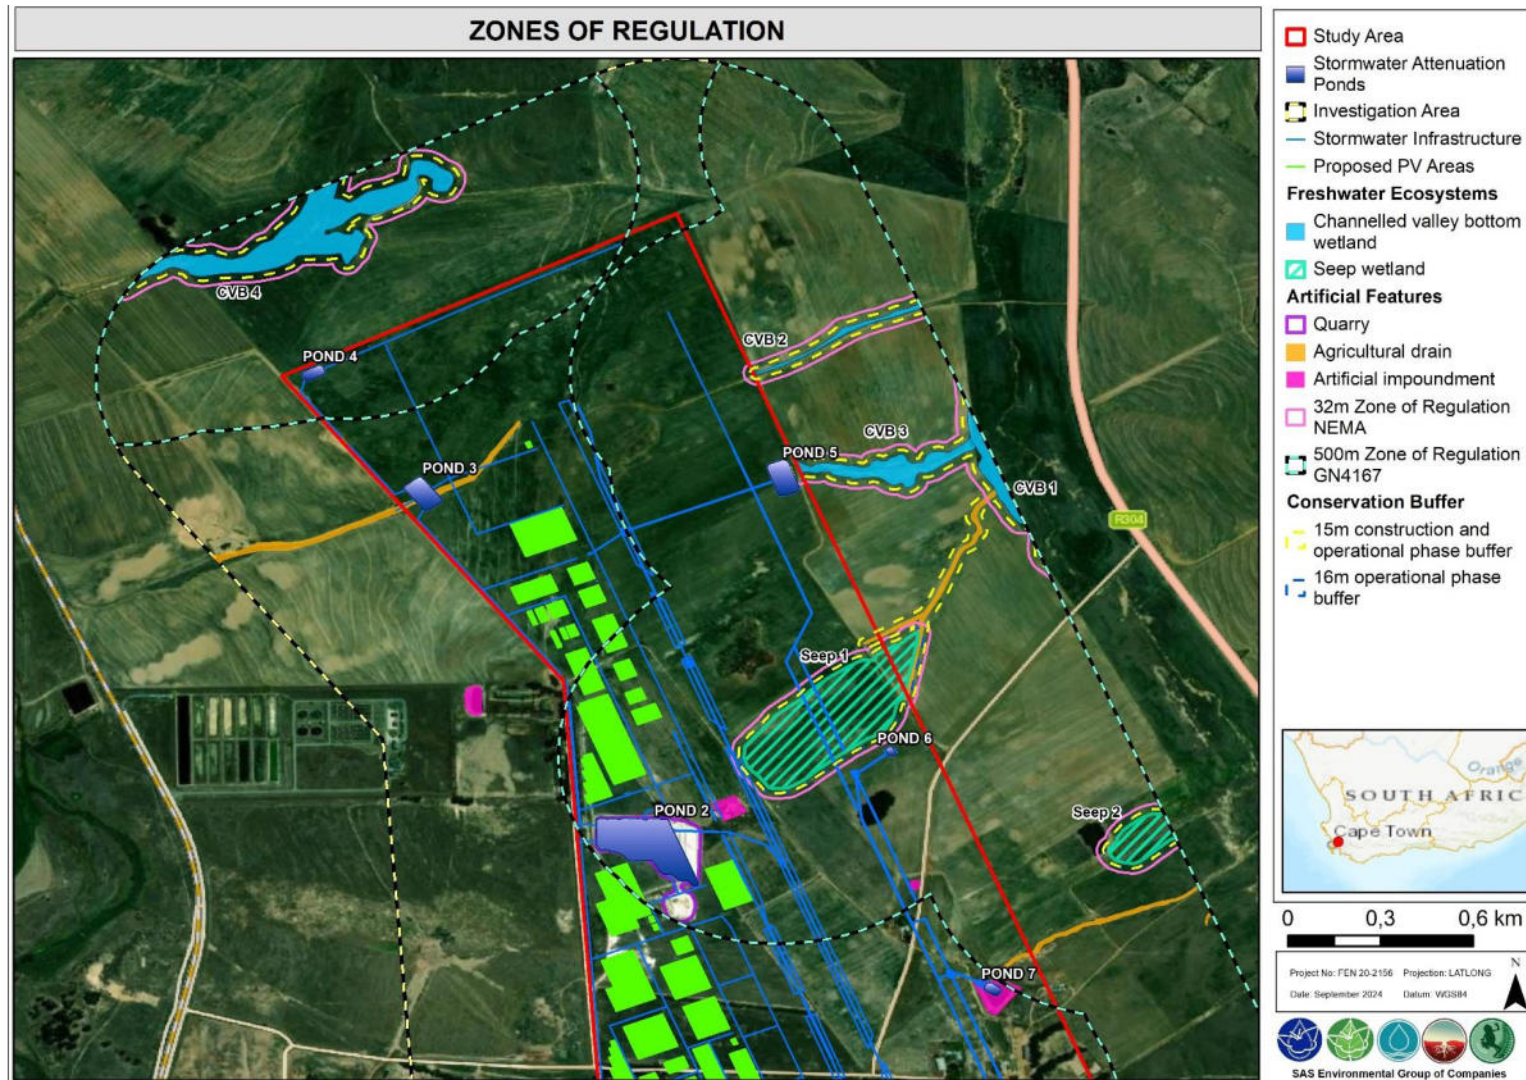 ZONES OF REGULATION
CVB 4
POND 4
CVB 2
POND 3
POND 5
CVB 3
CVB 1
R304
Seep 1
POND 6
POND 2
Seep 2
POND 7
Study Area
Stormwater Attenuation
Ponds
Investigation Area
Stormwater Infrastructure
Proposed PV Areas
Freshwater Ecosystems
Channelled valley bottom
wetland
Seep wetland
Artificial Features
Quarry
Agricultural drain
Artificial impoundment
32m Zone of Regulation
NEMA
500m Zone of Regulation
GN4167
Conservation Buffer
15m construction and
operational phase buffer
16m operational phase
buffer
Orange
SOUTH AFRIC
Cape Town
0 0,3 0,6 km
Project No: FEN 20-2156 Projection: LATLONG
Date: September 2024 Datum: WGS84
N
SAS Environmental Group of Companies